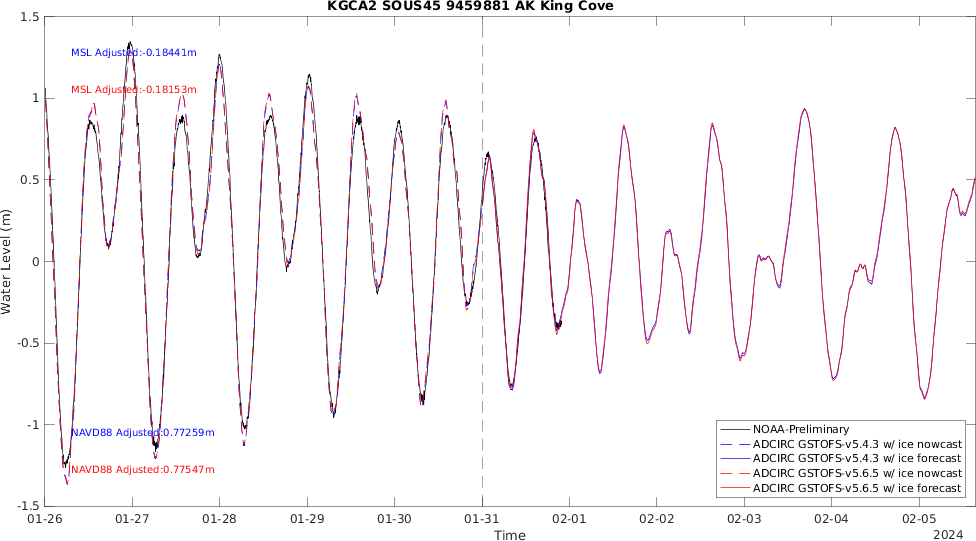 KGCA2 SOUS45 9459881 AK King Cove
1.5
1
0.5
0
-0.5
-1
-1.5
Water Level (m)
MSL Adjusted:-0.18441m
MSL Adjusted:-0.18153m
NAVD88 Adjusted:0.77259m
NAVD88 Adjusted:0.77547m
NOAA-Preliminary
ADCIRC GSTOFS-v5.4.3 w/ ice nowcast
ADCIRC GSTOFS-v5.4.3 w/ ice forecast
ADCIRC GSTOFS-v5.6.5 w/ ice nowcast
ADCIRC GSTOFS-v5.6.5 w/ ice forecast
01-26 01-27 01-28 01-29 01-30 01-31 02-01 02-02 02-03 02-04 02-05
Time
2024